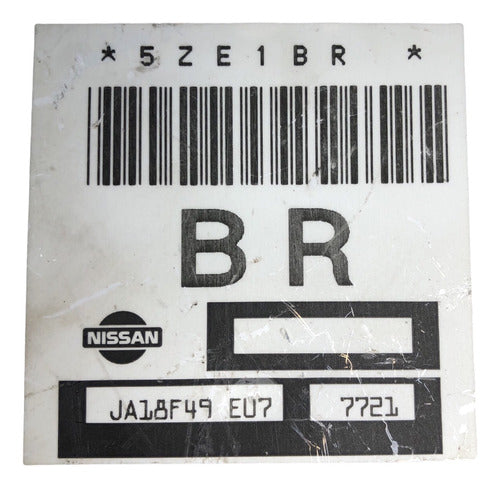 *5ZE1BR *
BR
NISSAN
JA18F49 EU7 7721